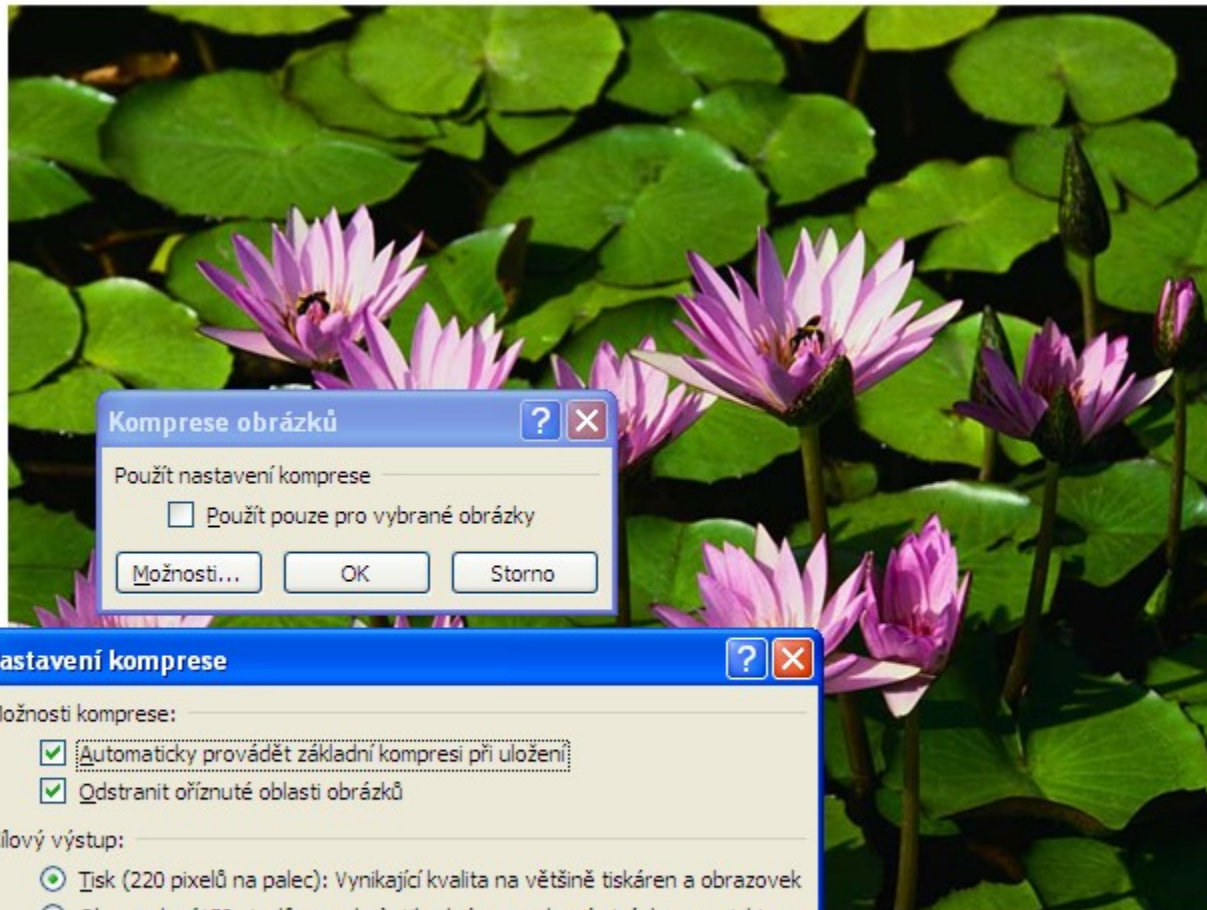 Komprese obrázků
Použít nastavení komprese
Použít pouze pro vybrané obrázky
Možnosti... OK Storno
astavení komprese
ožnosti komprese:
Automaticky provádět základní kompresi při uložení
Odstranit oříznuté oblasti obrázků
ílový výstup:
Tisk (220 pixelů na palec): Vynikající kvalita na většině tiskáren a obrazovek